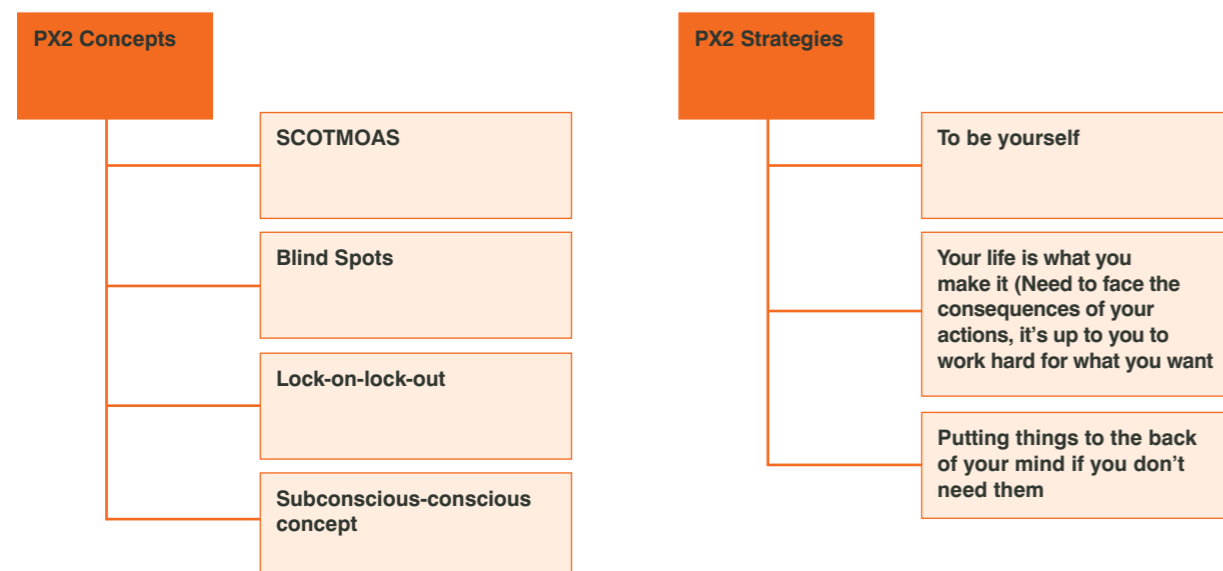 PX2 Concepts
SCOTMOAS
Blind Spots
Lock-on-lock-out
Subconscious-conscious
concept
PX2 Strategies
To be yourself
Your life is what you
make it (Need to face the
consequences of your
actions, it’s up to you to
work hard for what you want
Putting things to the back
of your mind if you don’t
need them